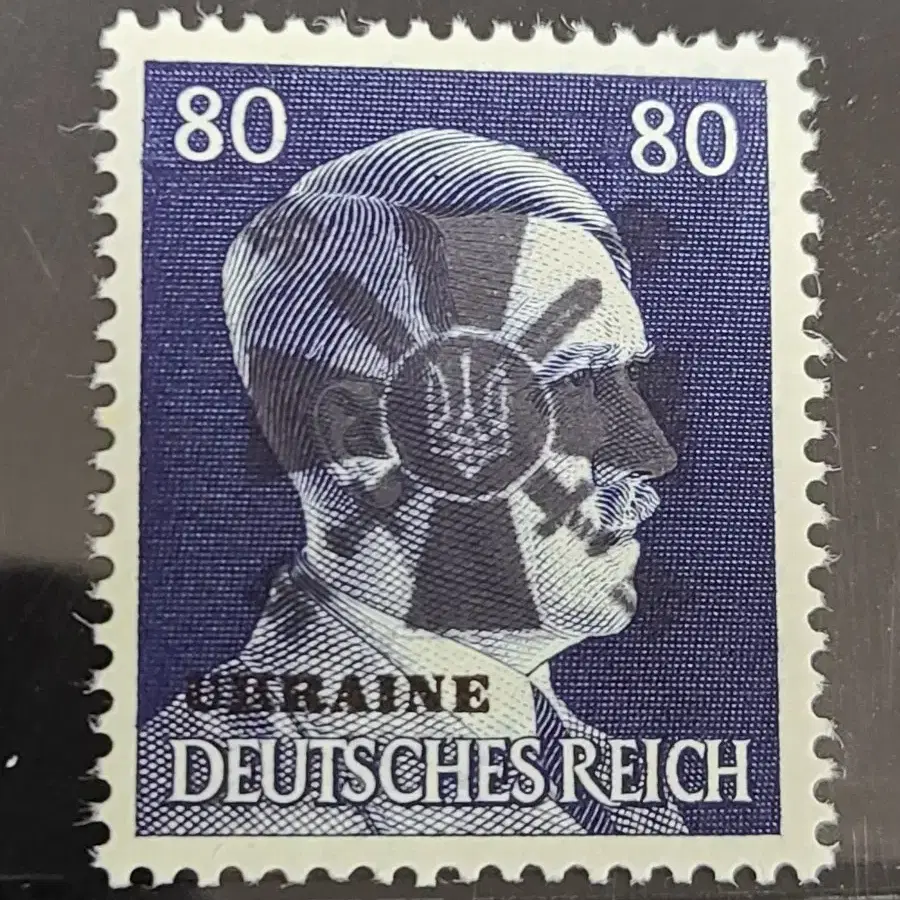 80 80
UKRAINE
DEUTSCHES REICH